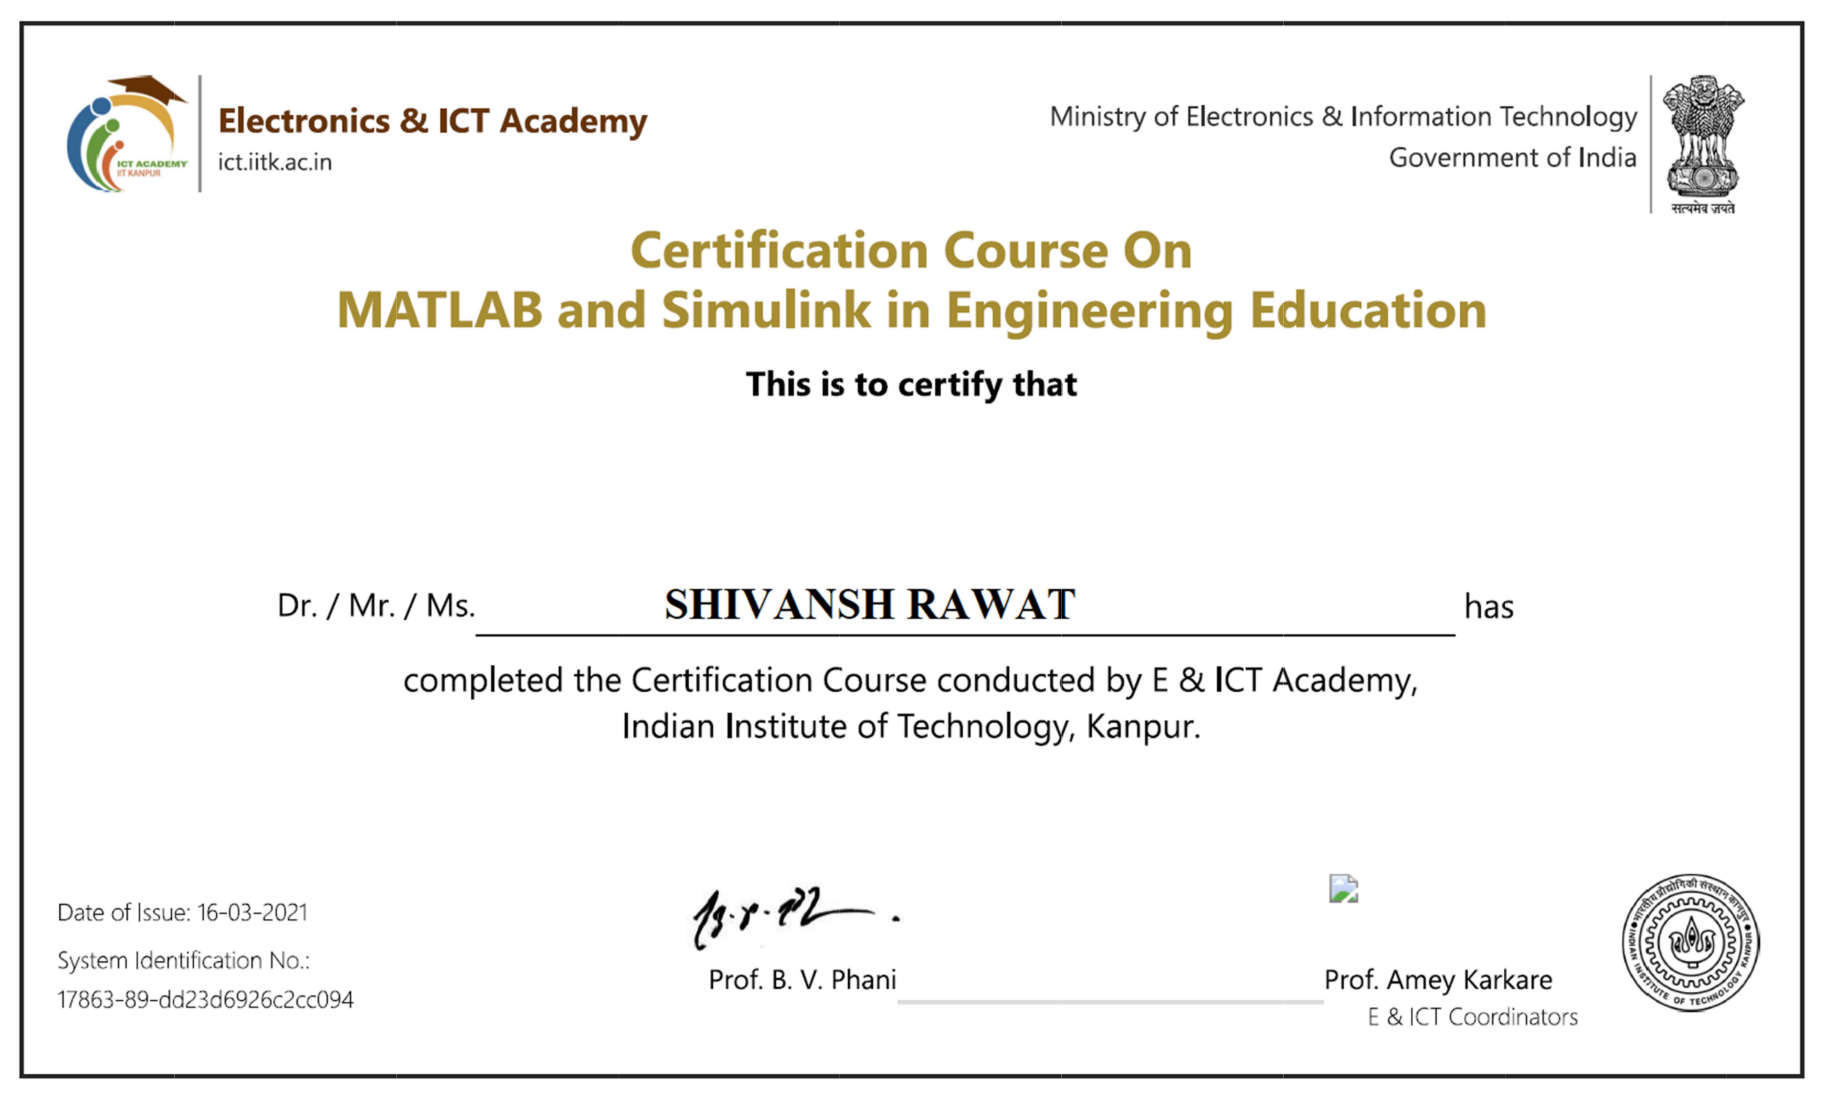 Electronics & ICT Academy
ict.iitk.ac.in
ICT ACADEMY
IIT KANPUR
Ministry of Electronics & Information Technology
Government of India
सत्यमेव जयते
Certification Course On
MATLAB and Simulink in Engineering Education
This is to certify that
Dr. / Mr. / Ms. SHIVANSH RAWAT has
completed the Certification Course conducted by E & ICT Academy,
Indian Institute of Technology, Kanpur.
Date of Issue: 16-03-2021
System Identification No.:
17863-89-dd23d6926c2cc094
Prof. B. V. Phani
Prof. Amey Karkare
E & ICT Coordinators
भारतीय प्रौद्योगिकी संस्थान कानपुर
INDIAN INSTITUTE OF TECHNOLOGY KANPUR